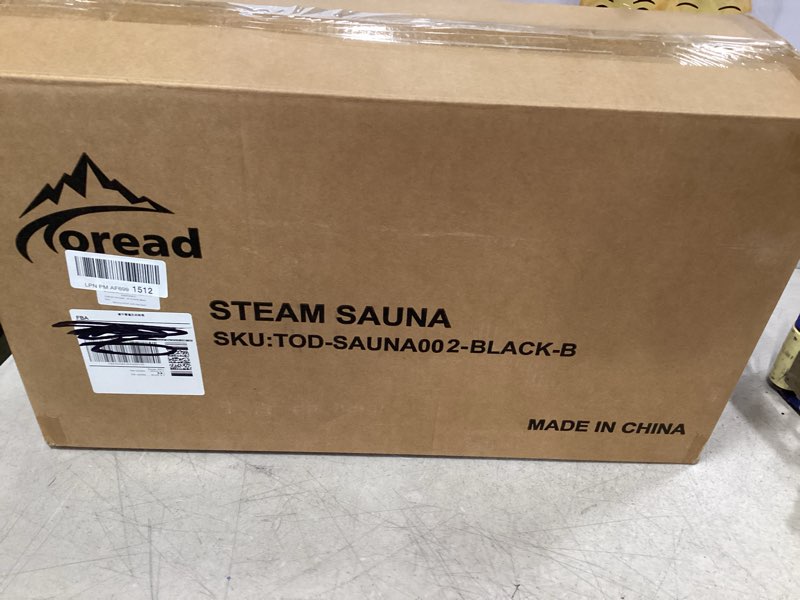 Toread
LPN PM AF699 1512
FBA
STEAM SAUNA
SKU:TOD-SAUNA002-BLACK-B
MADE IN CHINA